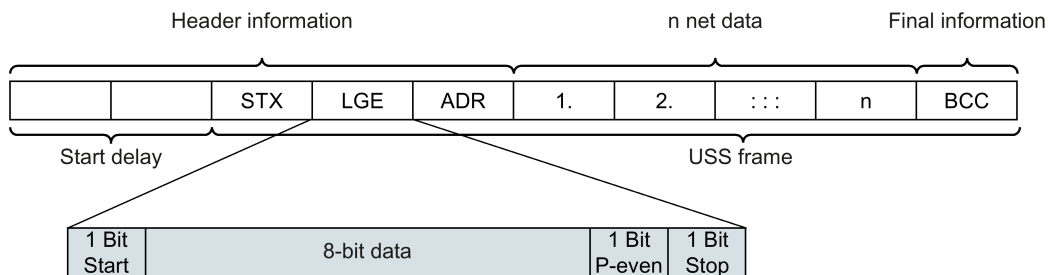 Header information n net data Final information
STX LGE ADR 1. 2. : : : n BCC
Start delay USS frame
1 Bit 8-bit data 1 Bit 1 Bit
Start P-even Stop